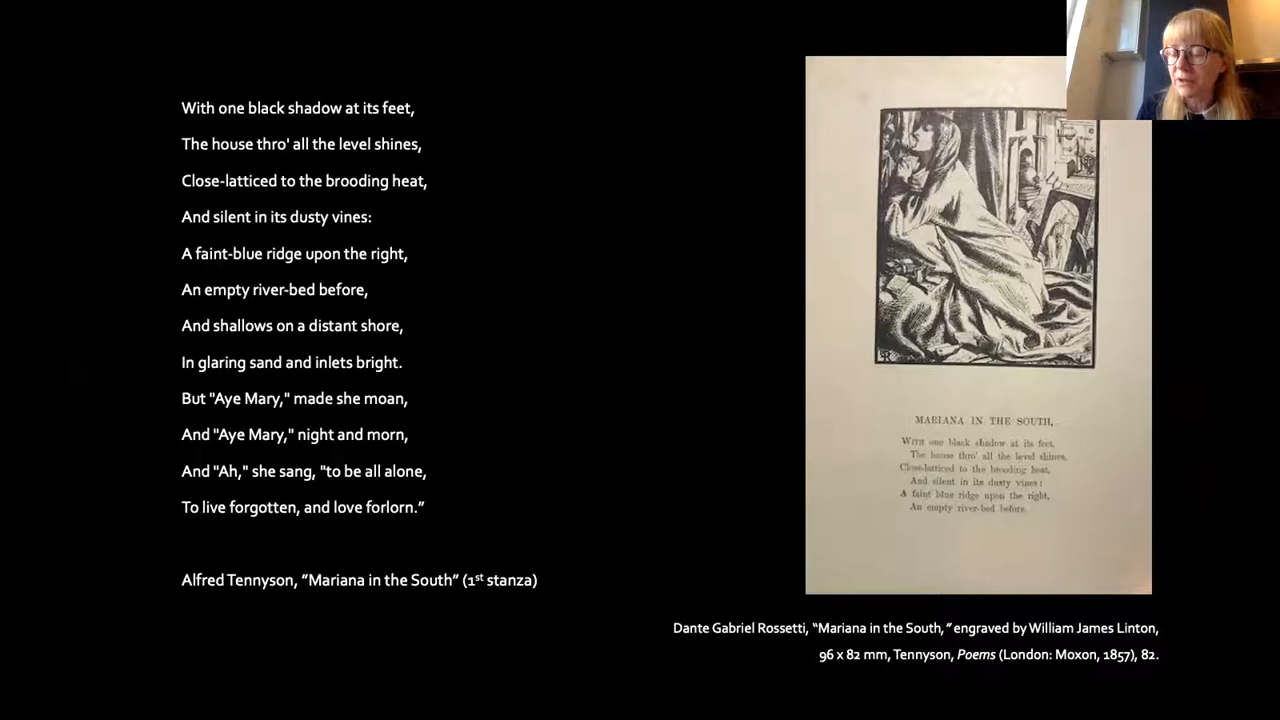 With one black shadow at its feet,
The house thro' all the level shines,
Close-latticed to the brooding heat,
And silent in its dusty vines:
A faint-blue ridge upon the right,
An empty river-bed before,
And shallows on a distant shore,
In glaring sand and inlets bright.
But "Aye Mary," made she moan,
And "Aye Mary," night and morn,
And "Ah," she sang, "to be all alone,
To live forgotten, and love forlorn.”
Alfred Tennyson, “Mariana in the South” (1st stanza)
MARIANA IN THE SOUTH.
WITH one black shadow at its feet,
The house thro' all the level shines,
Close-latticed to the brooding heat,
And silent in its dusty vines:
A faint blue ridge upon the right,
An empty river-bed before
Dante Gabriel Rossetti, “Mariana in the South,” engraved by William James Linton,
96 x 82 mm, Tennyson, Poems (London: Moxon, 1857), 82.